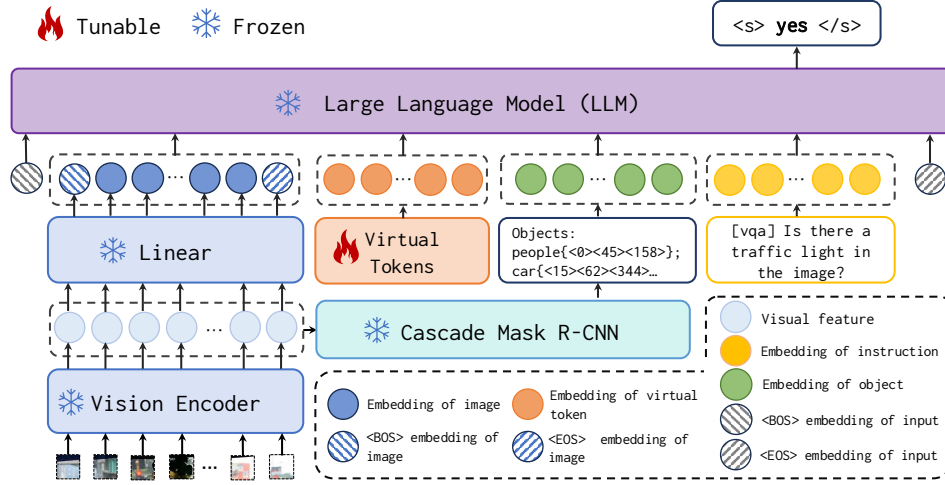 Tunable
Frozen
<s> yes </s>
Large Language Model (LLM)
...
...
...
...
Linear
Virtual
Tokens
Objects:
people{<0><45><158>};
car{<15><62><344>…
[vqa] Is there a
traffic light in
the image?
...
Cascade Mask R-CNN
Vision Encoder
...
Embedding of image
Embedding of virtual
token
<BOS> embedding of
image
<EOS> embedding of
image
Visual feature
Embedding of instruction
Embedding of object
<BOS> embedding of input
<EOS> embedding of input